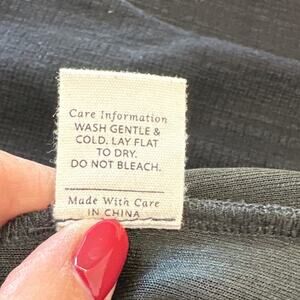 Care Information
WASH GENTLE &
COLD. LAY FLAT
TO DRY.
DO NOT BLEACH.
Made With Care
IN CHINA